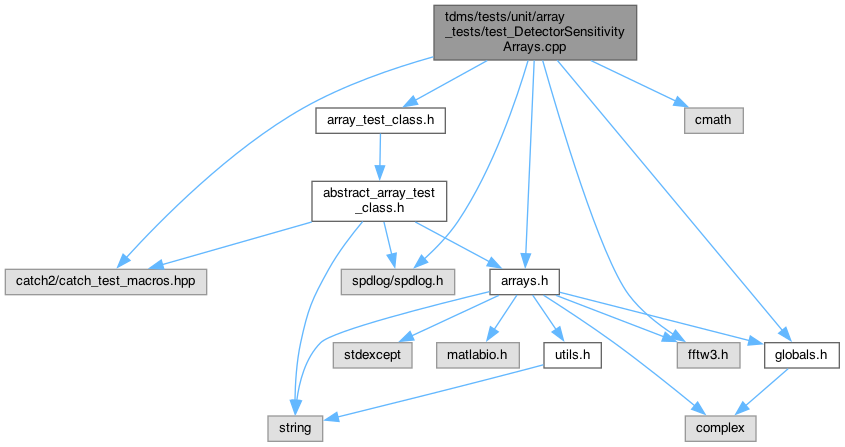 tdms/tests/unit/array
_tests/test_DetectorSensitivity
Arrays.cpp
array_test_class.h
cmath
abstract_array_test
_class.h
catch2/catch_test_macros.hpp
spdlog/spdlog.h
arrays.h
stdexcept
matlabio.h
utils.h
fftw3.h
globals.h
string
complex